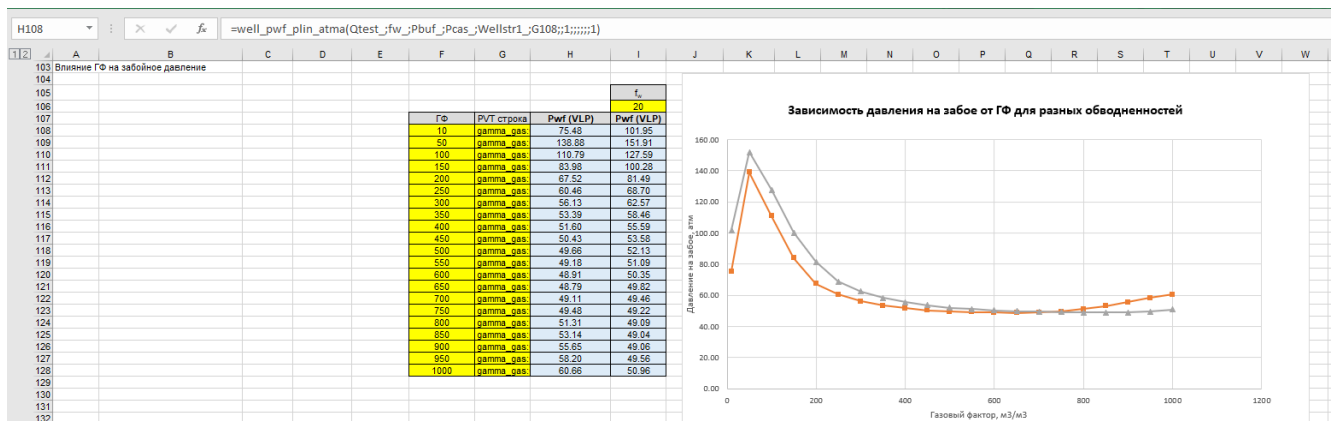 H108 fx =well_pwf_plin_atma(Qtest_;fw_;Pbuf_;Pcas_;Wellstr1_;G108;;1;;;;;;1)
1 2 A B C D E F G H I J K L M N O P Q R S T U V W
103 Влияние ГФ на забойное давление
104
105 fw
106 20
107 ГФ PVT строка Pwf (VLP) Pwf (VLP)
108 10 gamma_gas: 75.48 101.95
109 50 gamma_gas: 138.88 151.91
110 100 gamma_gas: 110.79 127.59
111 150 gamma_gas: 83.98 100.28
112 200 gamma_gas: 67.52 81.49
113 250 gamma_gas: 60.46 68.70
114 300 gamma_gas: 56.13 62.57
115 350 gamma_gas: 53.39 58.46
116 400 gamma_gas: 51.60 55.59
117 450 gamma_gas: 50.43 53.58
118 500 gamma_gas: 49.66 52.13
119 550 gamma_gas: 49.18 51.09
120 600 gamma_gas: 48.91 50.35
121 650 gamma_gas: 48.79 49.82
122 700 gamma_gas: 49.11 49.46
123 750 gamma_gas: 49.48 49.22
124 800 gamma_gas: 51.31 49.09
125 850 gamma_gas: 53.14 49.04
126 900 gamma_gas: 55.65 49.06
127 950 gamma_gas: 58.20 49.56
128 1000 gamma_gas: 60.66 50.96
129
130
131
132
Зависимость давления на забое от ГФ для разных обводненностей
160.00
140.00
120.00
100.00
80.00
60.00
40.00
20.00
0.00
Давление на забое, атм
0 200 400 600 800 1000 1200
Газовый фактор, м3/м3